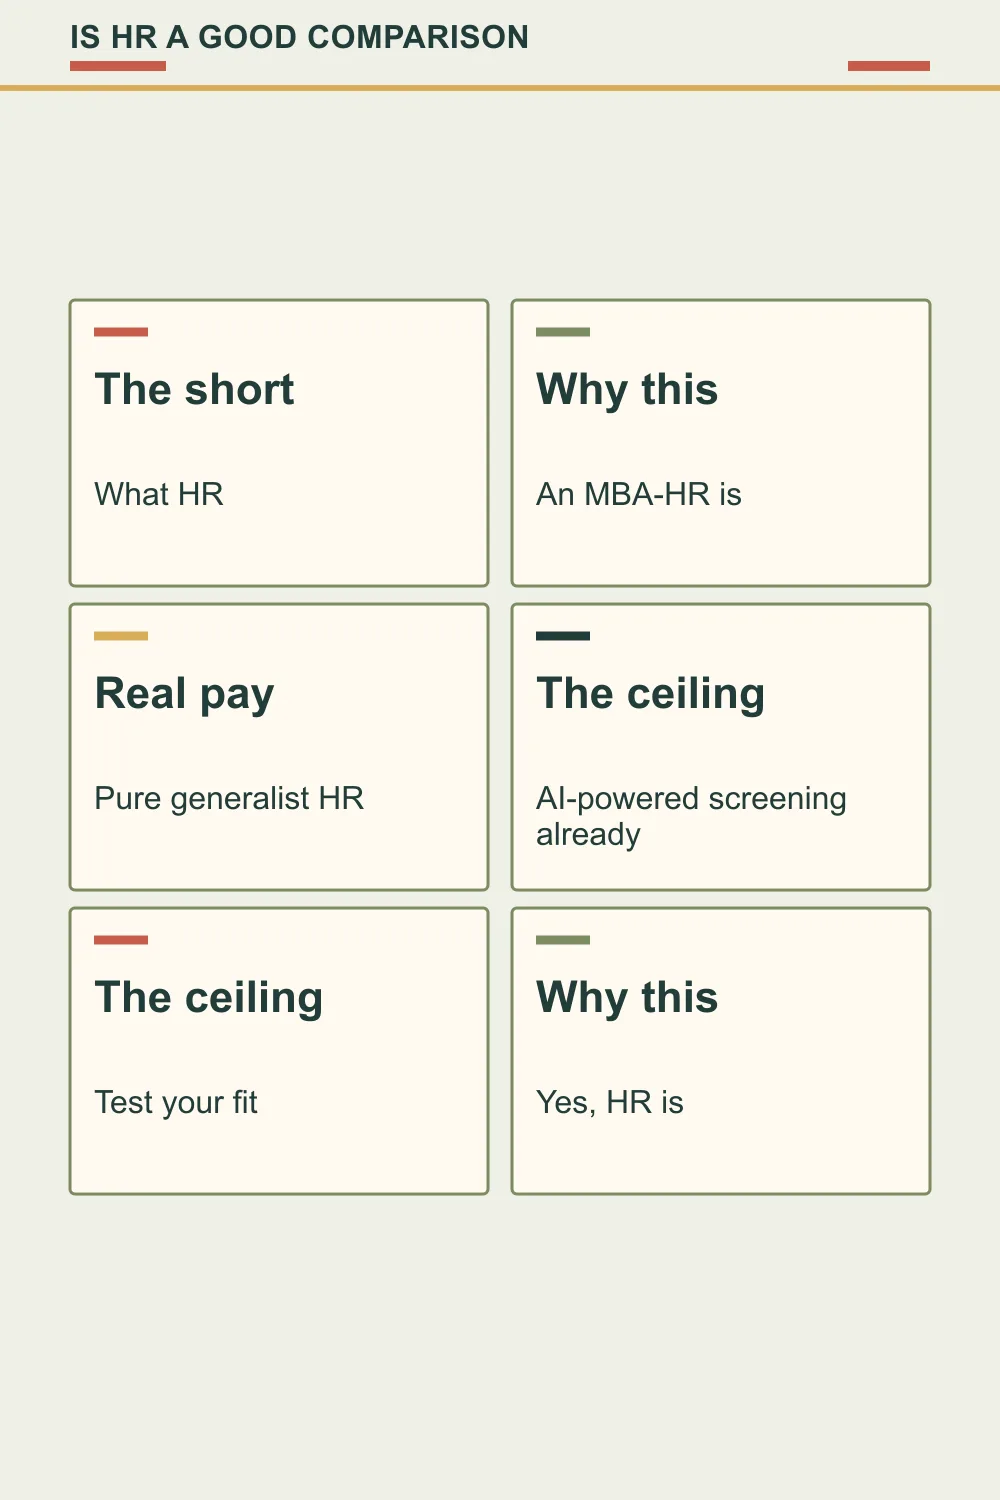 IS HR A GOOD COMPARISON
The short
What HR
Why this
An MBA-HR is
Real pay
Pure generalist HR
The ceiling
AI-powered screening
already
The ceiling
Test your fit
Why this
Yes, HR is